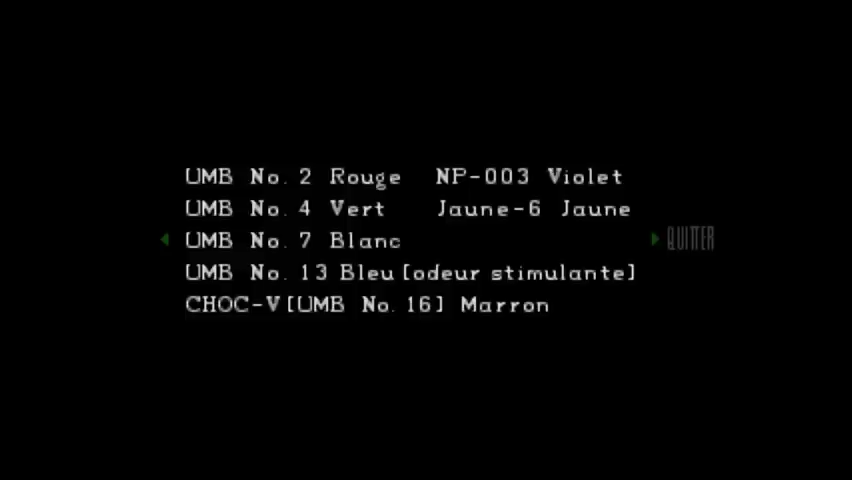 UMB No. 2 Rouge NP-003 Violet
UMB No. 4 Vert Jaune-6 Jaune
UMB No. 7 Blanc
QUITTER
UMB No. 13 Bleu [odeur stimulante]
CHOC-V [UMB No. 16] Marron